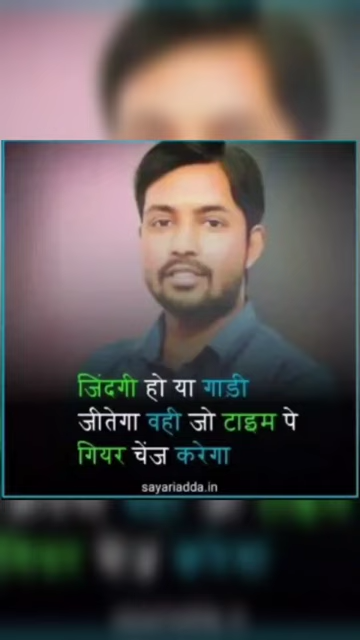 जिंदगी हो या गाडी
जीतेगा वही जो टाइम पे
गियर चेंज करेगा
sayariadda.in